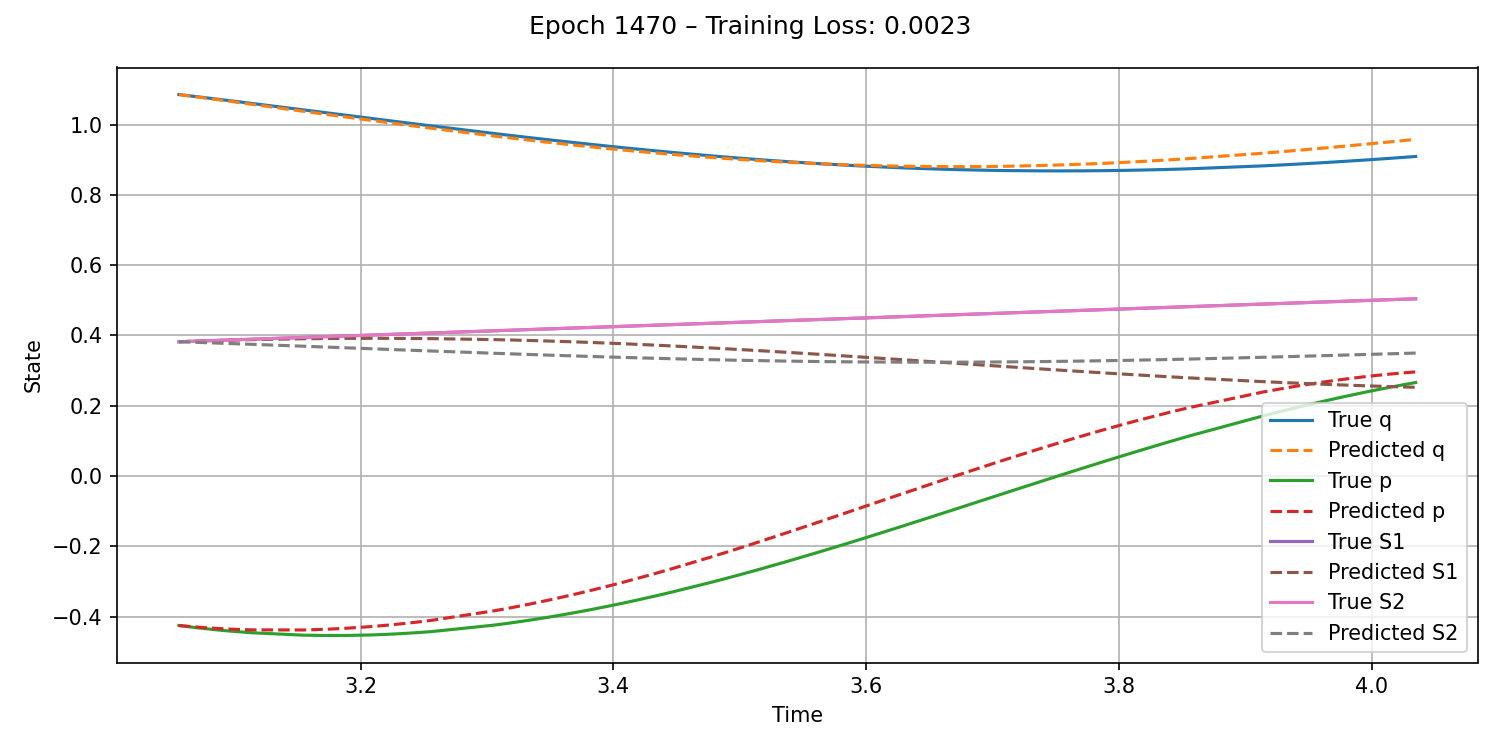 Epoch 1470 – Training Loss: 0.0023
State
1.0
0.8
0.6
0.4
0.2
0.0
−0.2
−0.4
True q
Predicted q
True p
Predicted p
True S1
Predicted S1
True S2
Predicted S2
3.2 3.4 3.6 3.8 4.0
Time